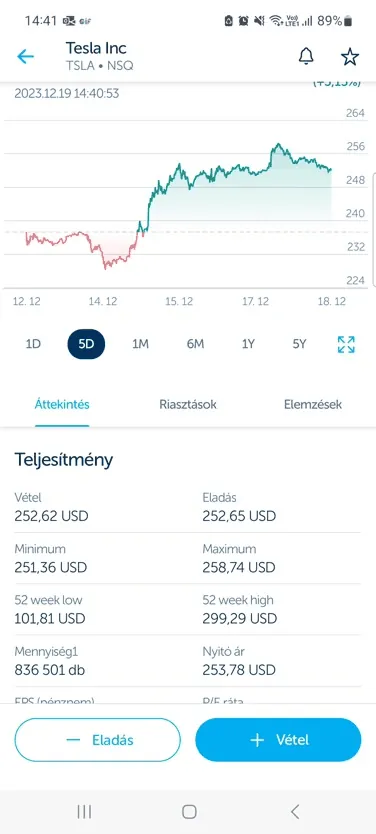 14:41 89%
Tesla Inc
TSLA • NSQ
2023.12.19 14:40:53
264
256
248
240
232
224
12. 12 14. 12 15. 12 17. 12 18. 12
1D 5D 1M 6M 1Y 5Y
Áttekintés Riasztások Elemzések
Teljesítmény
Vétel Eladás
252,62 USD 252,65 USD
Minimum Maximum
251,36 USD 258,74 USD
52 week low 52 week high
101,81 USD 299,29 USD
Mennyiség1 Nyitó ár
836 501 db 253,78 USD
EPS (pénznem) P/E ráta
— Eladás + Vétel